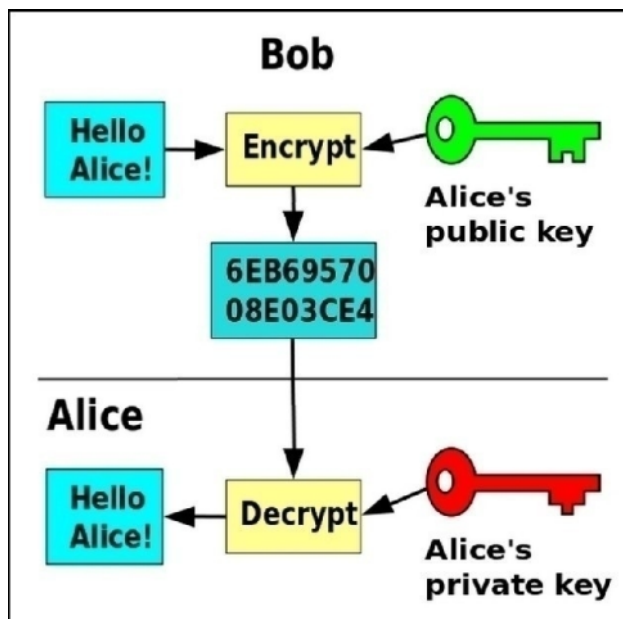 Bob
Hello
Alice!
Encrypt
Alice's
public key
6EB69570
08E03CE4
Alice
Hello
Alice!
Decrypt
Alice's
private key